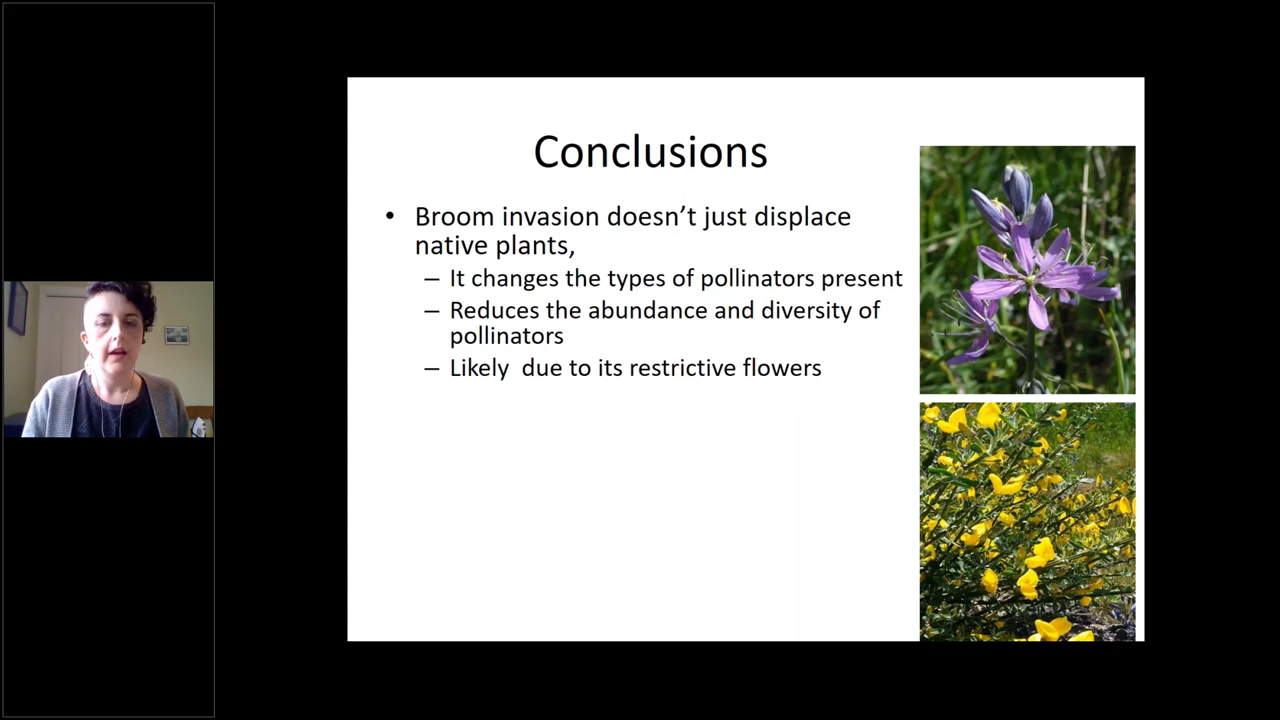 Conclusions
• Broom invasion doesn’t just displace
native plants,
– It changes the types of pollinators present
– Reduces the abundance and diversity of
pollinators
– Likely  due to its restrictive flowers